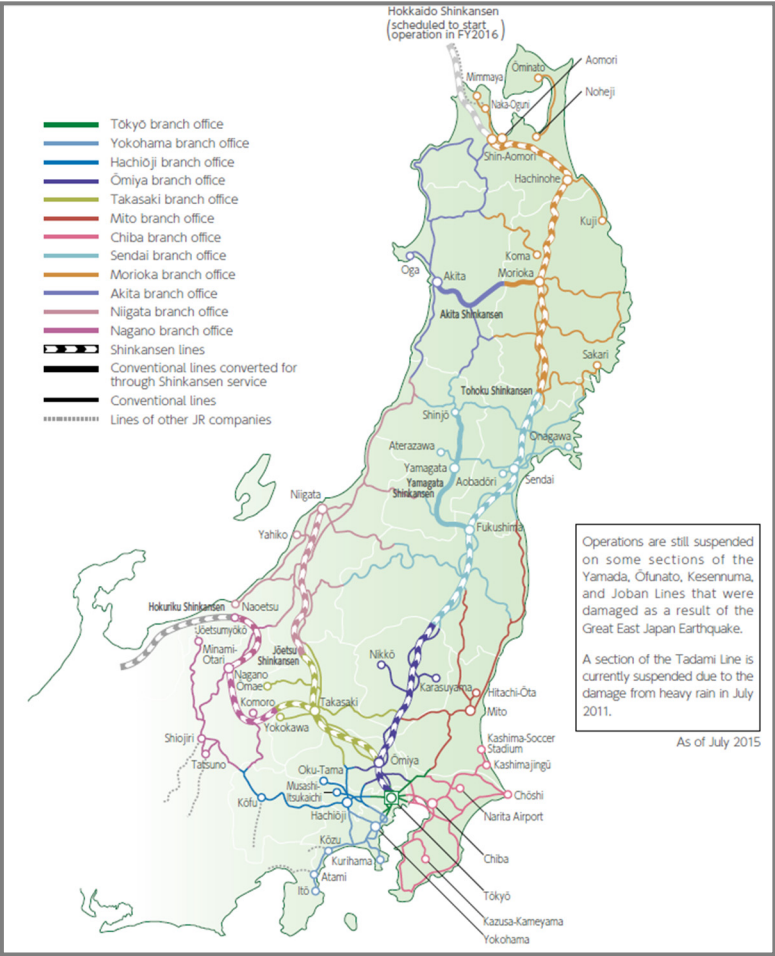 Hokkaido Shinkansen
(scheduled to start
operation in FY2016)
Ōminato
Aomori
Mimmaya
Noheji
Naka-Oguni
Tōkyō branch office
Yokohama branch office
Hachiōji branch office
Ōmiya branch office
Takasaki branch office
Mito branch office
Chiba branch office
Sendai branch office
Morioka branch office
Akita branch office
Niigata branch office
Nagano branch office
Shinkansen lines
Conventional lines converted for
through Shinkansen service
Conventional lines
Lines of other JR companies
Shin-Aomori
Hachinohe
Kuji
Koma
Oga
Akita
Morioka
Akita Shinkansen
Sakari
Tohoku Shinkansen
Shinjō
Onagawa
Aterazawa
Yamagata
Aobadōri
Sendai
Yamagata
Shinkansen
Niigata
Fukushima
Yahiko
Operations are still suspended
on some sections of the
Yamada, Ōfunato, Kesennuma,
and Joban Lines that were
damaged as a result of the
Great East Japan Earthquake.
A section of the Tadami Line is
currently suspended due to the
damage from heavy rain in July
2011.
As of July 2015
Hokuriku Shinkansen
Naoetsu
Jōetsumyōkō
Minami-
Otari
Jōetsu
Shinkansen
Nikkō
Nagano
Omae
Karasuyama
Hitachi-Ōta
Komoro
Takasaki
Mito
Yokokawa
Shiojiri
Kashima-Soccer
Stadium
Tatsuno
Ōmiya
Kashimajingū
Oku-Tama
Musashi-
Itsukaichi
Chōshi
Kōfu
Hachiōji
Narita Airport
Kōzu
Kurihama
Chiba
Atami
Itō
Tōkyō
Kazusa-Kameyama
Yokohama